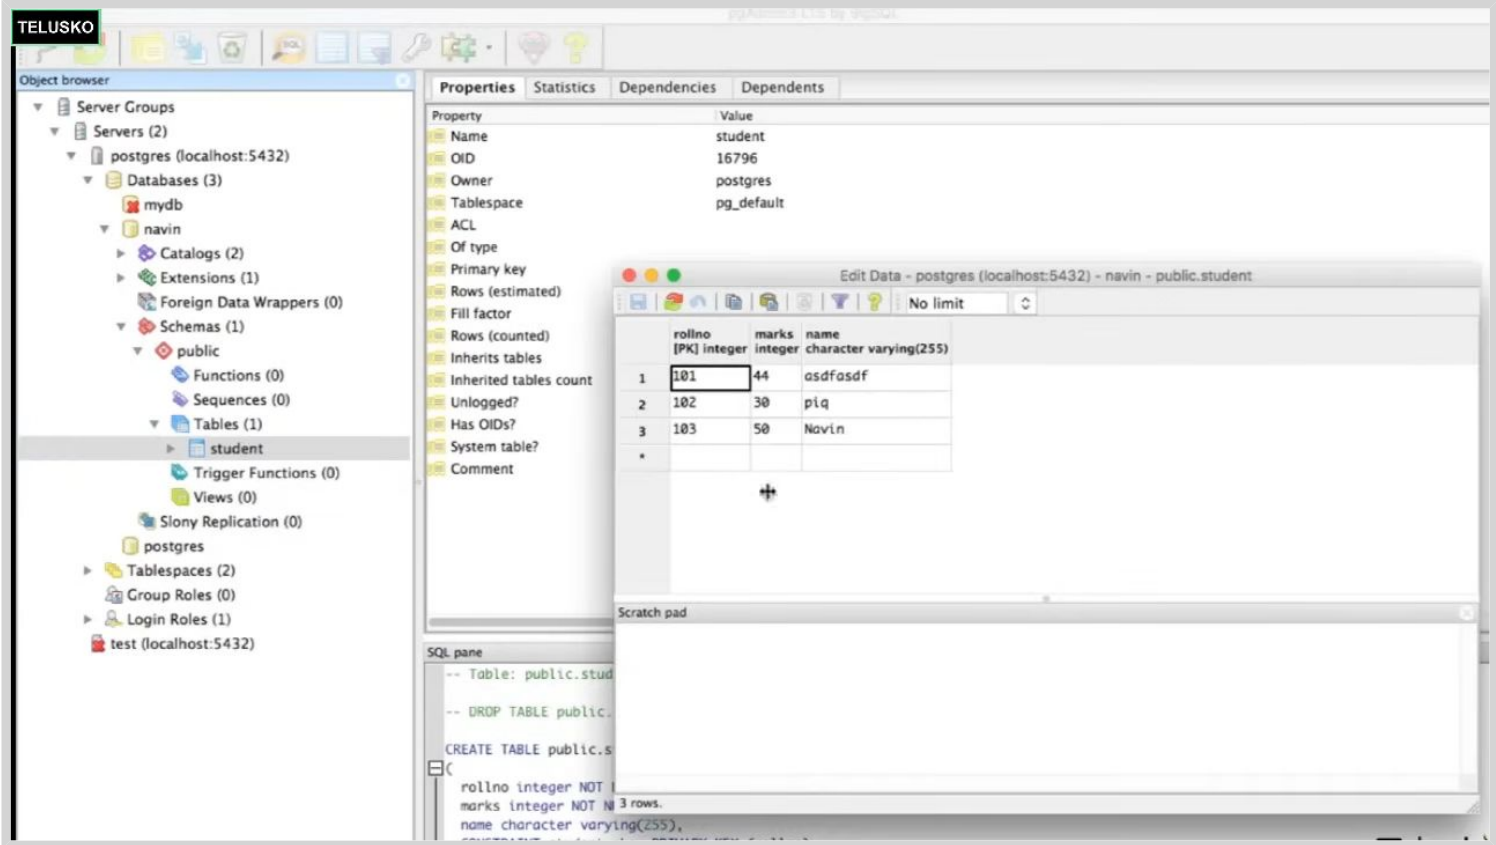 TELUSKO
Object browser
Server Groups
Servers (2)
postgres (localhost:5432)
Databases (3)
mydb
navin
Catalogs (2)
Extensions (1)
Foreign Data Wrappers (0)
Schemas (1)
public
Functions (0)
Sequences (0)
Tables (1)
student
Trigger Functions (0)
Views (0)
Slony Replication (0)
postgres
Tablespaces (2)
Group Roles (0)
Login Roles (1)
test (localhost:5432)
SQL
Properties Statistics Dependencies Dependents
Property Value
Name student
OID 16796
Owner postgres
Tablespace pg_default
ACL
Of type
Primary key
Rows (estimated)
Fill factor
Rows (counted)
Inherits tables
Inherited tables count
Unlogged?
Has OIDs?
System table?
Comment
SQL pane
-- Table: public.stud
-- DROP TABLE public.
CREATE TABLE public.s
(
rollno integer NOT
marks integer NOT N
name character varying(255),
Edit Data - postgres (localhost:5432) - navin - public.student
No limit
rollno marks name
[PK] integer integer character varying(255)
1 101 44 asdfasdf
2 102 30 piq
3 103 50 Navin
*
Scratch pad
3 rows.